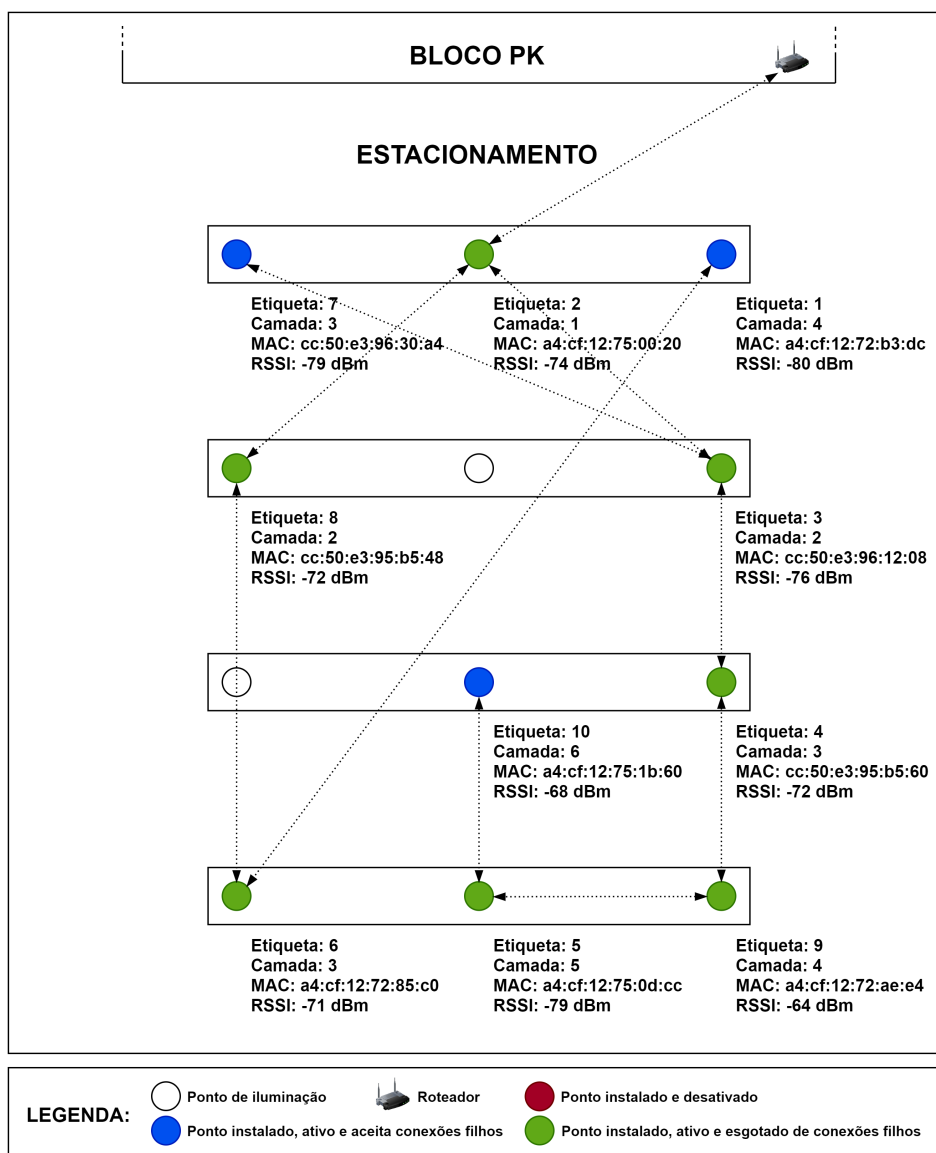 BLOCO PK
ESTACIONAMENTO
Etiqueta: 7
Camada: 3
MAC: cc:50:e3:96:30:a4
RSSI: -79 dBm
Etiqueta: 2
Camada: 1
MAC: a4:cf:12:75:00:20
RSSI: -74 dBm
Etiqueta: 1
Camada: 4
MAC: a4:cf:12:72:b3:dc
RSSI: -80 dBm
Etiqueta: 8
Camada: 2
MAC: cc:50:e3:95:b5:48
RSSI: -72 dBm
Etiqueta: 3
Camada: 2
MAC: cc:50:e3:96:12:08
RSSI: -76 dBm
Etiqueta: 10
Camada: 6
MAC: a4:cf:12:75:1b:60
RSSI: -68 dBm
Etiqueta: 4
Camada: 3
MAC: cc:50:e3:95:b5:60
RSSI: -72 dBm
Etiqueta: 6
Camada: 3
MAC: a4:cf:12:72:85:c0
RSSI: -71 dBm
Etiqueta: 5
Camada: 5
MAC: a4:cf:12:75:0d:cc
RSSI: -79 dBm
Etiqueta: 9
Camada: 4
MAC: a4:cf:12:72:ae:e4
RSSI: -64 dBm
LEGENDA:
Ponto de iluminação
Roteador
Ponto instalado e desativado
Ponto instalado, ativo e aceita conexões filhos
Ponto instalado, ativo e esgotado de conexões filhos